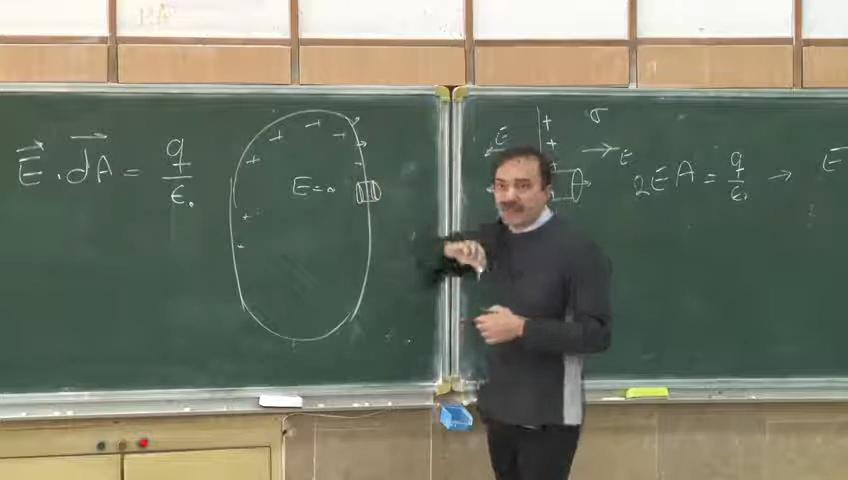 E⃗ . dA⃗ = q/ε₀
E=0
σ
E
E
2EA = q/ε₀ → E